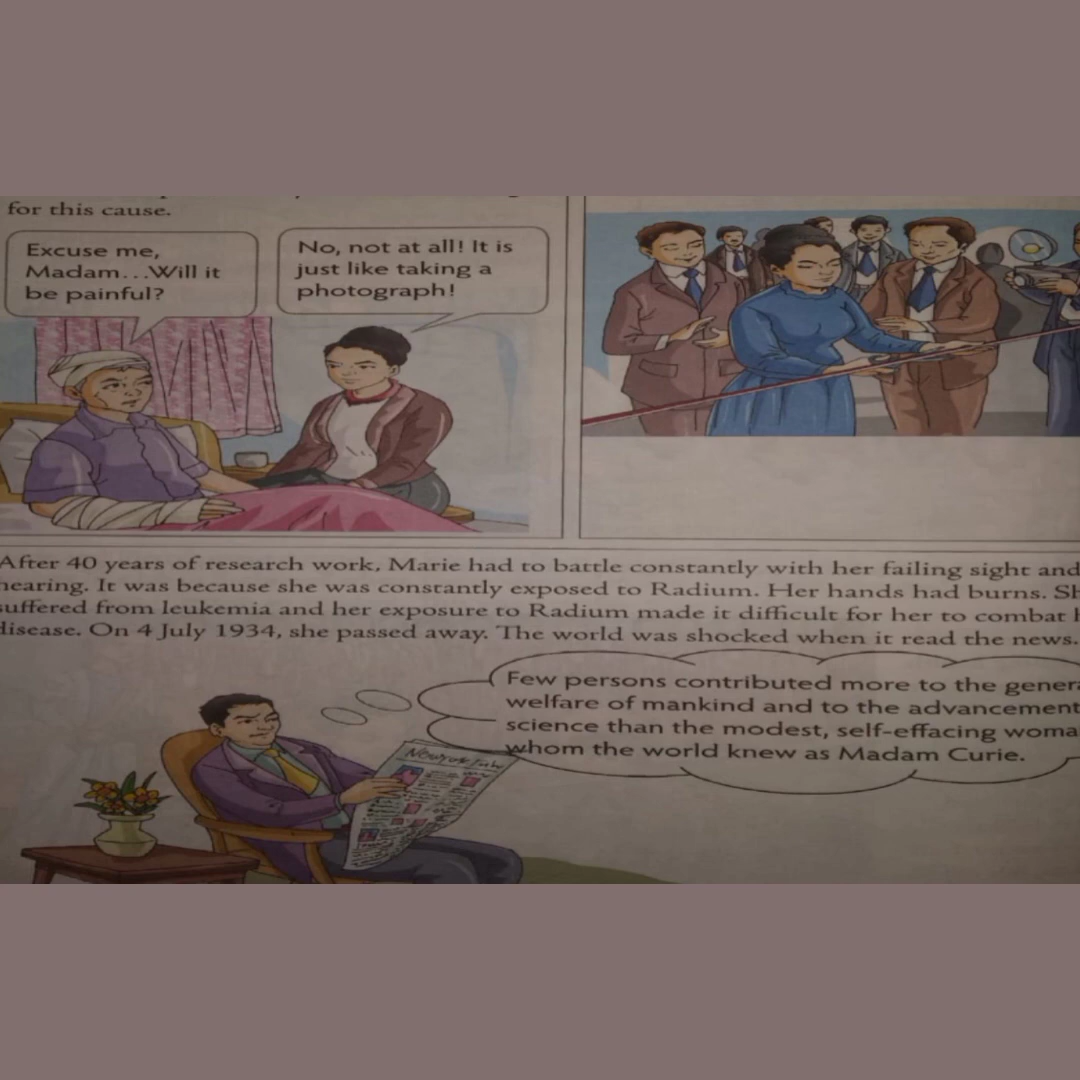 for this cause.
Excuse me,
Madam...Will it
be painful?
No, not at all! It is
just like taking a
photograph!
After 40 years of research work, Marie had to battle constantly with her failing sight and
hearing. It was because she was constantly exposed to Radium. Her hands had burns.
suffered from leukemia and her exposure to Radium made it difficult for her to combat
disease. On 4 July 1934, she passed away. The world was shocked when it read the news.
Few persons contributed more to the
welfare of mankind and to the advancement
science than the modest, self-effacing
whom the world knew as Madam Curie.